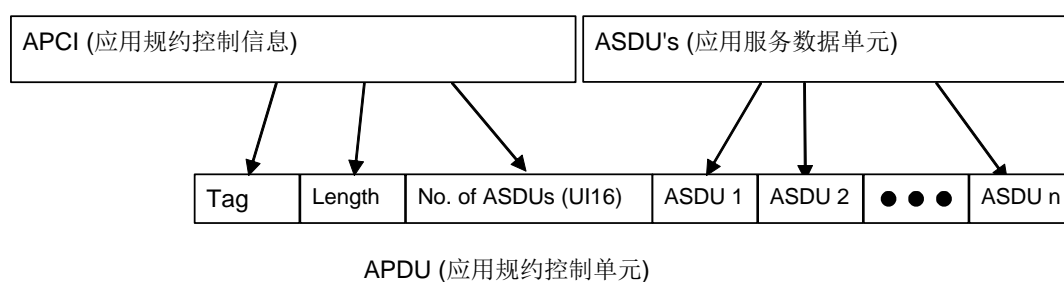 APCI (应用规约控制信息)
ASDU's (应用服务数据单元)
Tag
Length
No. of ASDUs (UI16)
ASDU 1
ASDU 2
ASDU n
APDU (应用规约控制单元)